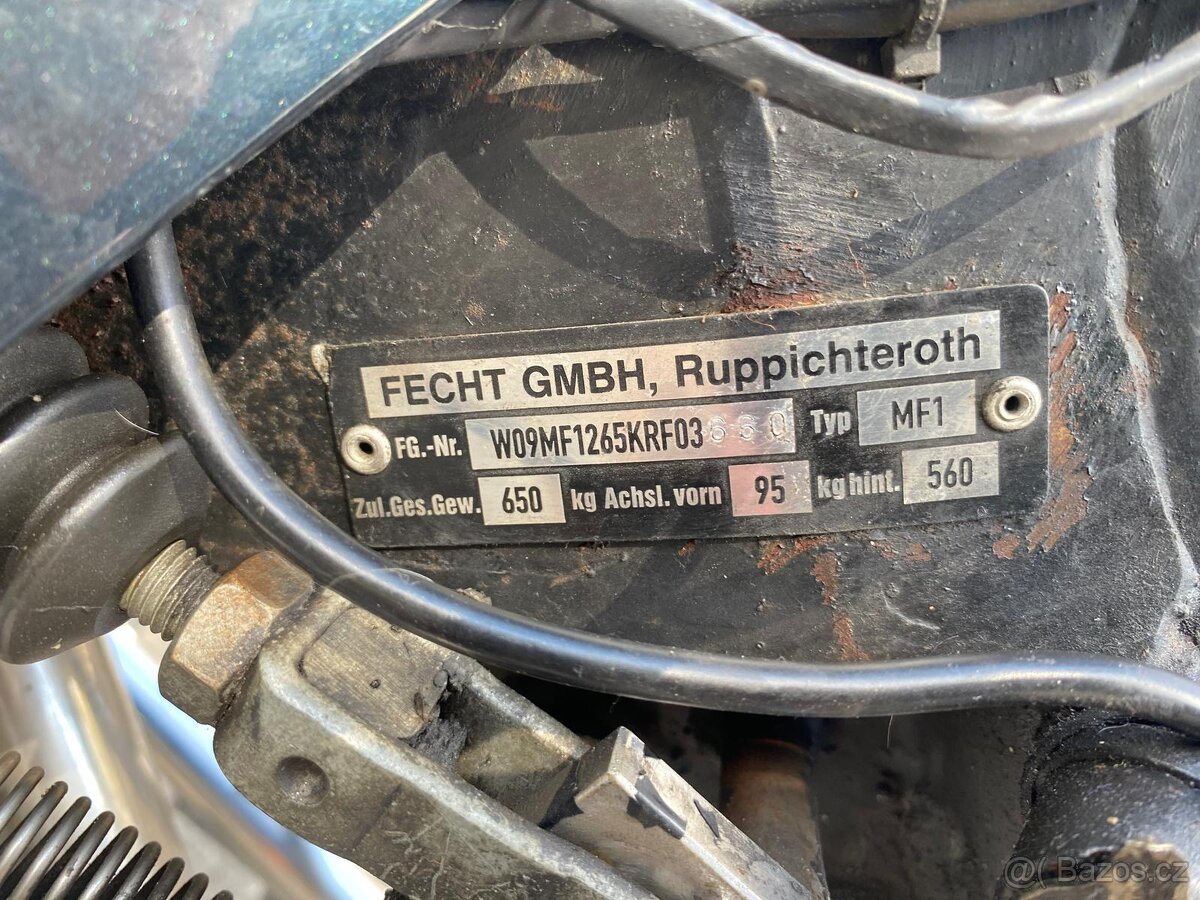 FECHT GMBH, Ruppichteroth
FG.-Nr. W09MF1265KRF03660 Typ MF1
Zul.Ges.Gew. 650 kg Achsl. vorn 95 kg hint. 560
Bazos.cz